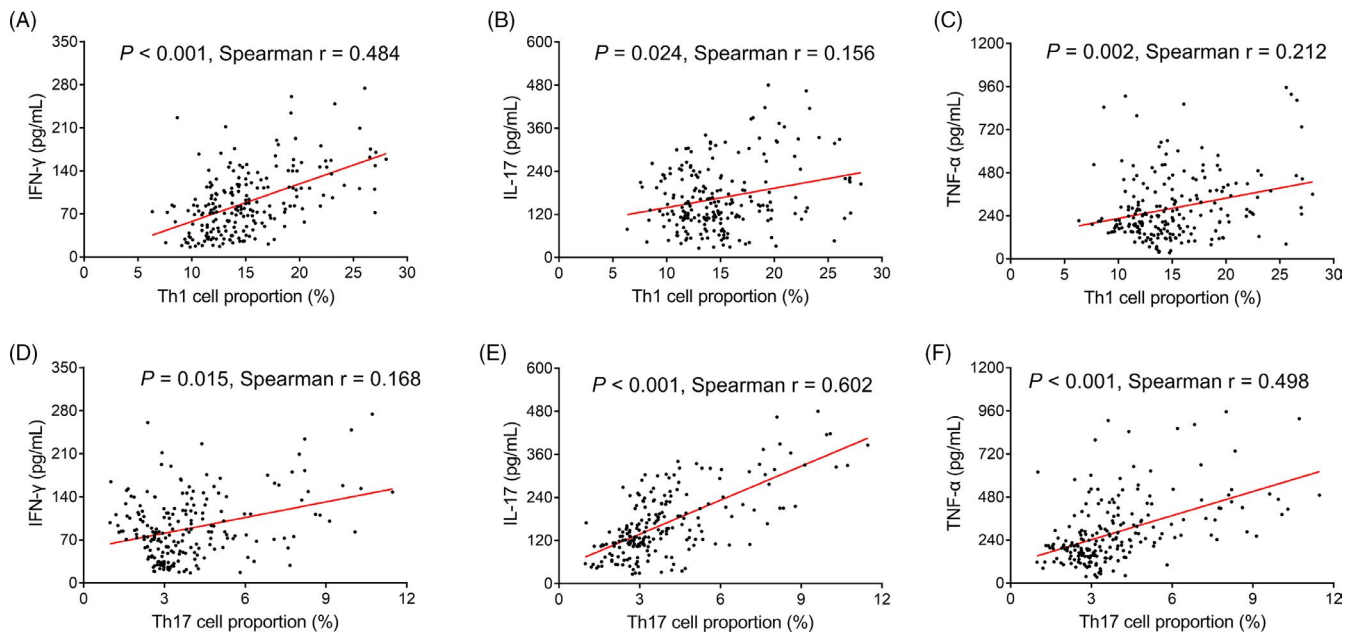 (A)
P < 0.001, Spearman r = 0.484
IFN-γ (pg/mL)
350
280
210
140
70
0
0 5 10 15 20 25 30
Th1 cell proportion (%)
(B)
P = 0.024, Spearman r = 0.156
IL-17 (pg/mL)
600
480
360
240
120
0
0 5 10 15 20 25 30
Th1 cell proportion (%)
(C)
P = 0.002, Spearman r = 0.212
TNF-α (pg/mL)
1200
960
720
480
240
0
0 5 10 15 20 25 30
Th1 cell proportion (%)
(D)
P = 0.015, Spearman r = 0.168
IFN-γ (pg/mL)
350
280
210
140
70
0
0 3 6 9 12
Th17 cell proportion (%)
(E)
P < 0.001, Spearman r = 0.602
IL-17 (pg/mL)
600
480
360
240
120
0
0 3 6 9 12
Th17 cell proportion (%)
(F)
P < 0.001, Spearman r = 0.498
TNF-α (pg/mL)
1200
960
720
480
240
0
0 3 6 9 12
Th17 cell proportion (%)